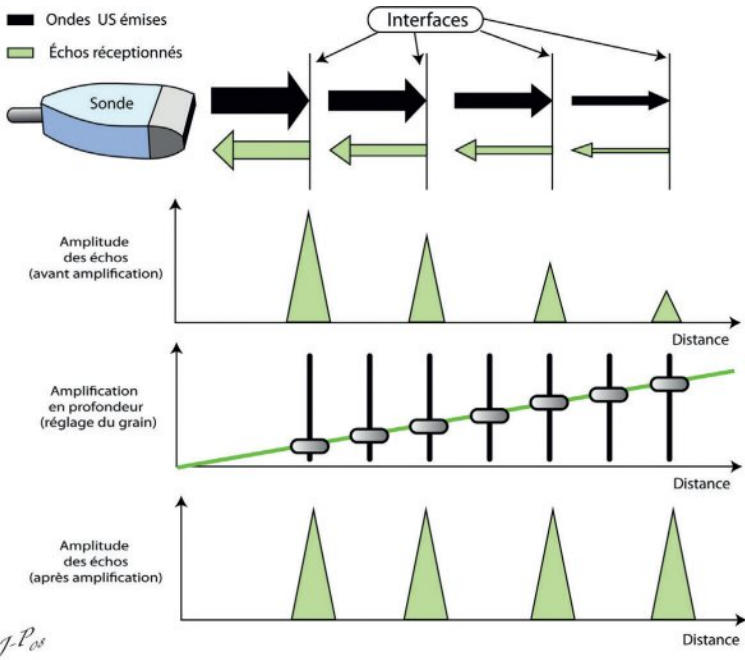 Ondes US émises
Interfaces
Échos réceptionnés
Sonde
Amplitude
des échos
(avant amplification)
Distance
Amplification
en profondeur
(réglage du grain)
Distance
Amplitude
des échos
(après amplification)
Distance
J-P 08